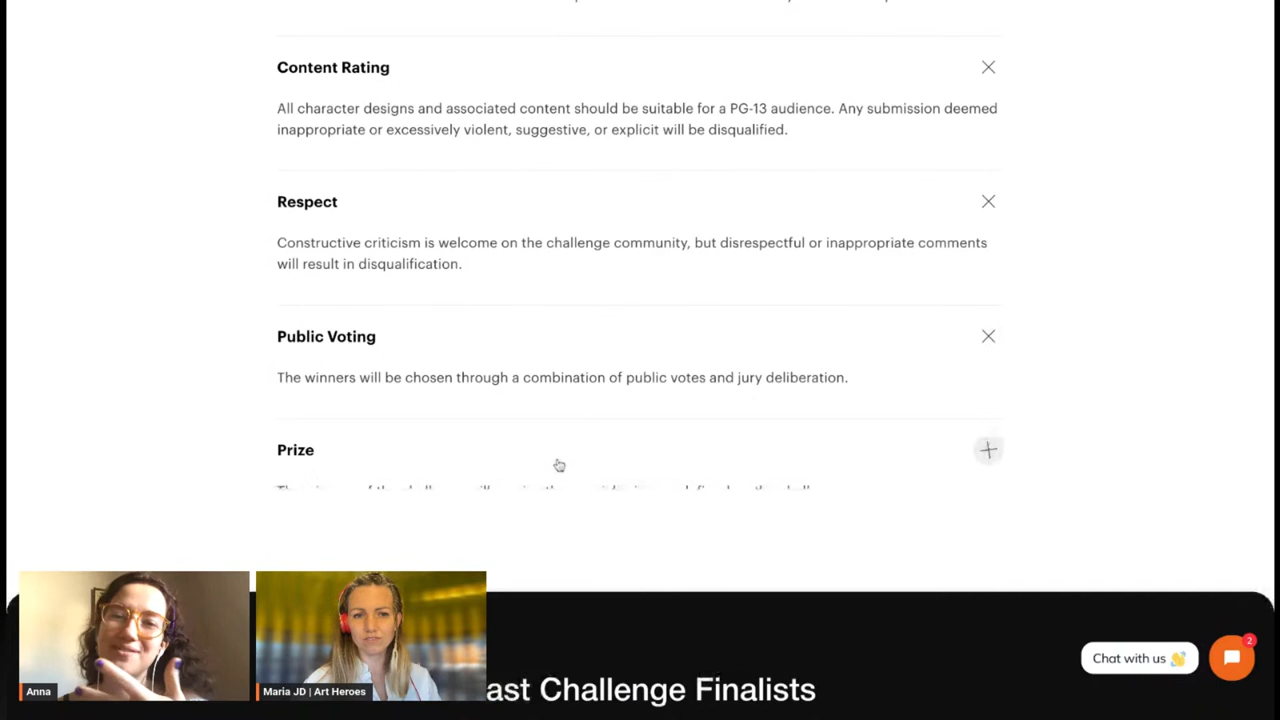 Content Rating
All character designs and associated content should be suitable for a PG-13 audience. Any submission deemed
inappropriate or excessively violent, suggestive, or explicit will be disqualified.
Respect
Constructive criticism is welcome on the challenge community, but disrespectful or inappropriate comments
will result in disqualification.
Public Voting
The winners will be chosen through a combination of public votes and jury deliberation.
Prize
Anna
Maria JD | Art Heroes
ast Challenge Finalists
Chat with us 👋
2